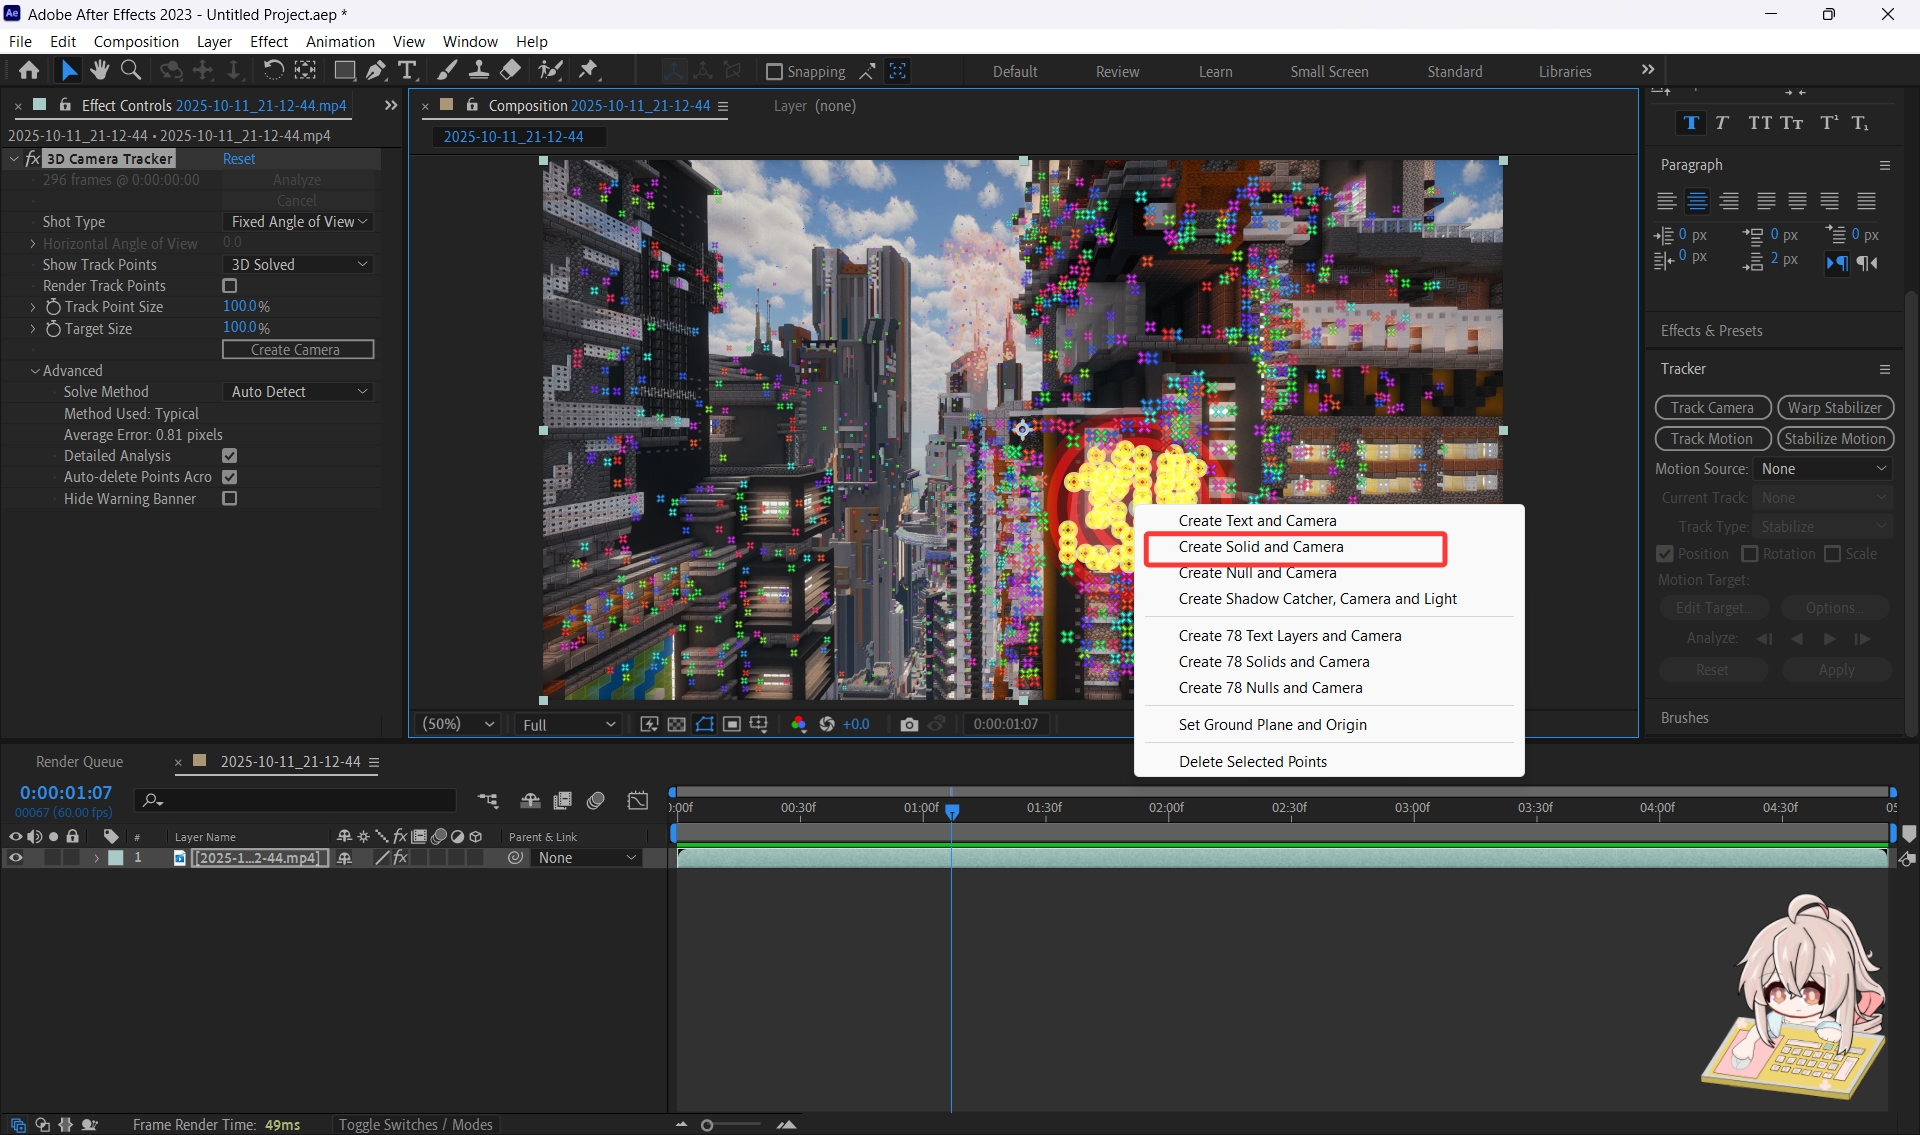 Adobe After Effects 2023 - Untitled Project.aep *
File Edit Composition Layer Effect Animation View Window Help
Snapping Default Review Learn Small Screen Standard Libraries
Effect Controls 2025-10-11_21-12-44.mp4
2025-10-11_21-12-44 • 2025-10-11_21-12-44.mp4
fx 3D Camera Tracker Reset
296 frames @ 0:00:00:00 Analyze
Cancel
Shot Type Fixed Angle of View
Horizontal Angle of View 0.0
Show Track Points 3D Solved
Render Track Points
Track Point Size 100.0%
Target Size 100.0%
Create Camera
Advanced
Solve Method Auto Detect
Method Used: Typical
Average Error: 0.81 pixels
Detailed Analysis
Auto-delete Points Acro
Hide Warning Banner
Composition 2025-10-11_21-12-44
Layer (none)
2025-10-11_21-12-44
Create Text and Camera
Create Solid and Camera
Create Null and Camera
Create Shadow Catcher, Camera and Light
Create 78 Text Layers and Camera
Create 78 Solids and Camera
Create 78 Nulls and Camera
Set Ground Plane and Origin
Delete Selected Points
(50%) Full +0.0 0:00:01:07
Paragraph
0 px 0 px 0 px
0 px 2 px
Effects & Presets
Tracker
Track Camera Warp Stabilizer
Track Motion Stabilize Motion
Motion Source: None
Current Track: None
Track Type: Stabilize
Position Rotation Scale
Motion Target:
Edit Target... Options...
Analyze:
Reset Apply
Brushes
Render Queue 2025-10-11_21-12-44
0:00:01:07
00067 (60.00 fps)
):00f 00:30f 01:00f 01:30f 02:00f 02:30f 03:00f 03:30f 04:00f 04:30f 05
# Layer Name fx Parent & Link
1 [2025-1...2-44.mp4] fx None
Frame Render Time: 49ms Toggle Switches / Modes